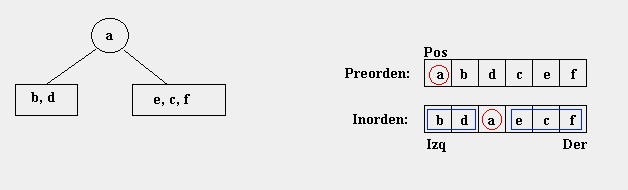 a
b, d
e, c, f
Pos
Preorden: a b d c e f
Inorden: b d a e c f
Izq Der